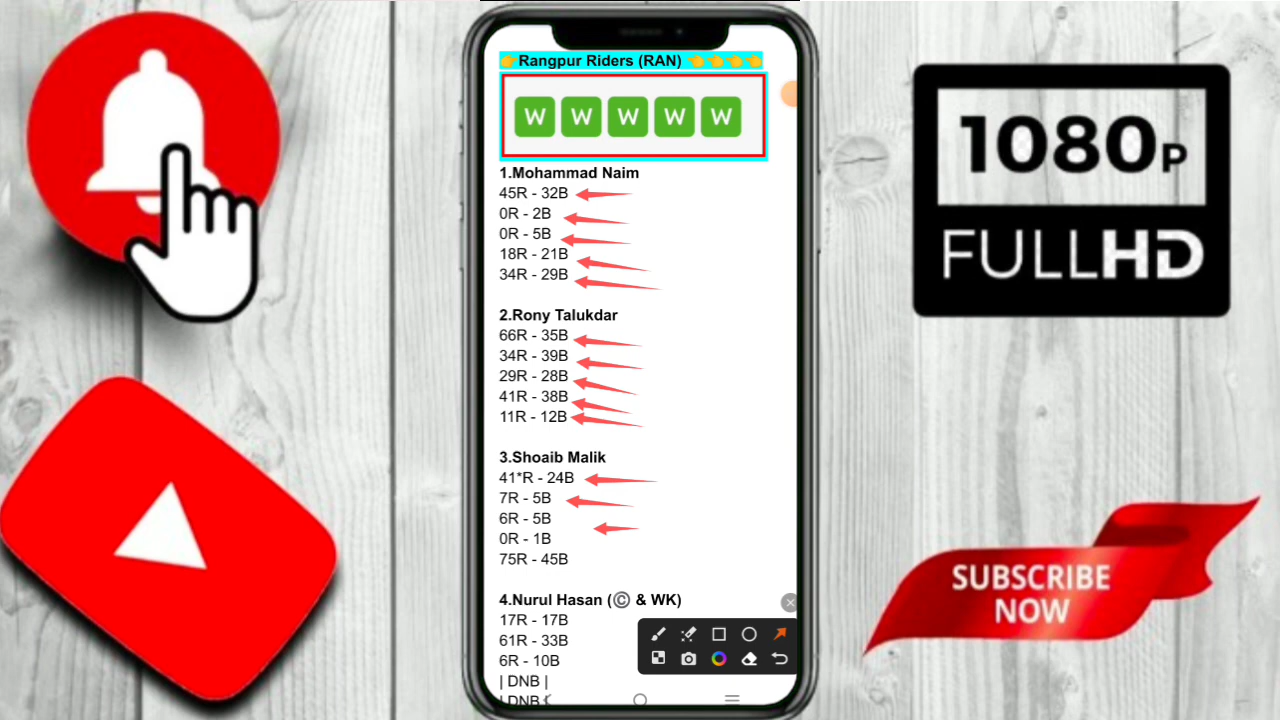 👉Rangpur Riders (RAN) 👈👈👈👈
W W W W W
1.Mohammad Naim
45R - 32B
0R - 2B
0R - 5B
18R - 21B
34R - 29B
2.Rony Talukdar
66R - 35B
34R - 39B
29R - 28B
41R - 38B
11R - 12B
3.Shoaib Malik
41*R - 24B
7R - 5B
6R - 5B
0R - 1B
75R - 45B
4.Nurul Hasan (© & WK)
17R - 17B
61R - 33B
6R - 10B
| DNB |
| DNB
1080P
FULLHD
SUBSCRIBE
NOW